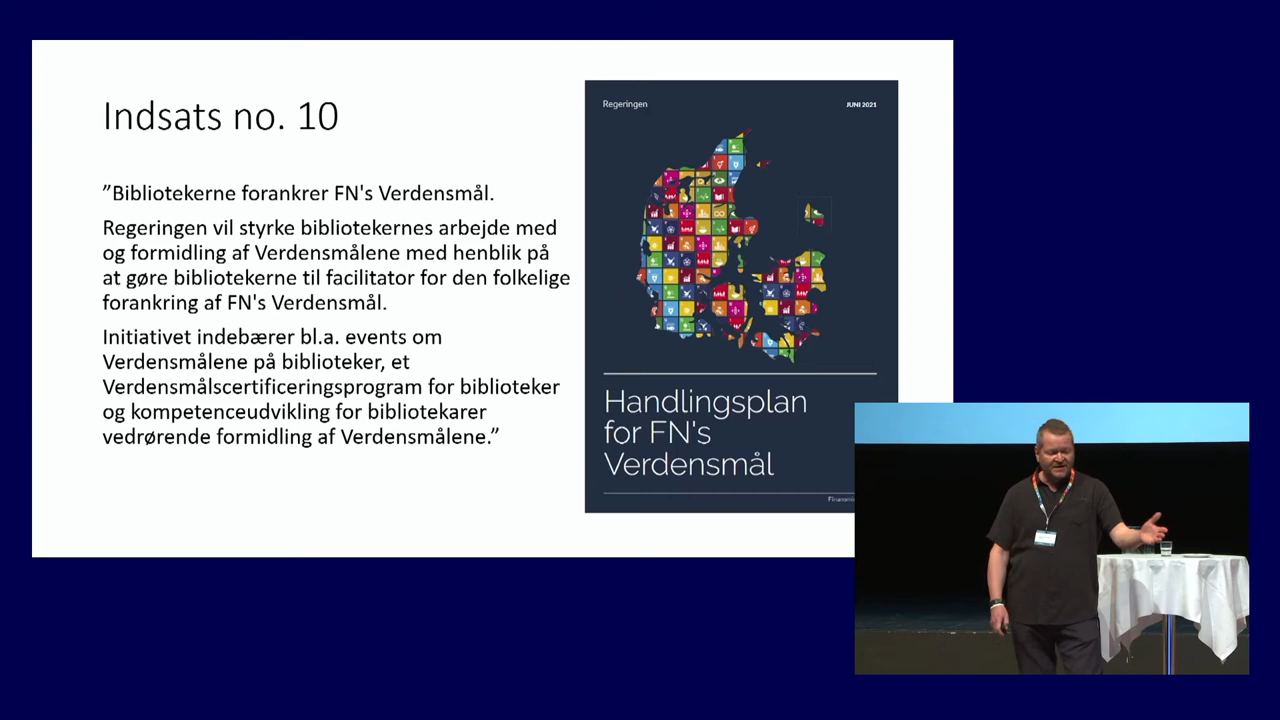 Indsats no. 10
”Bibliotekerne forankrer FN's Verdensmål.
Regeringen vil styrke bibliotekernes arbejde med
og formidling af Verdensmålene med henblik på
at gøre bibliotekerne til facilitator for den folkelige
forankring af FN's Verdensmål.
Initiativet indebærer bl.a. events om
Verdensmålene på biblioteker, et
Verdensmålscertificeringsprogram for biblioteker
og kompetenceudvikling for bibliotekarer
vedrørende formidling af Verdensmålene.”
Regeringen
JUNI 2021
Handlingsplan
for FN's
Verdensmål